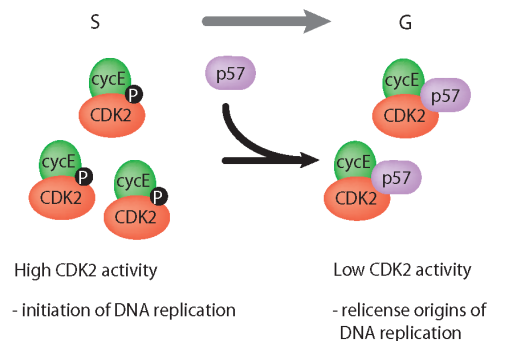 S
G
p57
cycE
P
CDK2
cycE
p57
CDK2
cycE
P
CDK2
cycE
P
CDK2
cycE
p57
CDK2
High CDK2 activity
- initiation of DNA replication
Low CDK2 activity
- relicense origins of
DNA replication